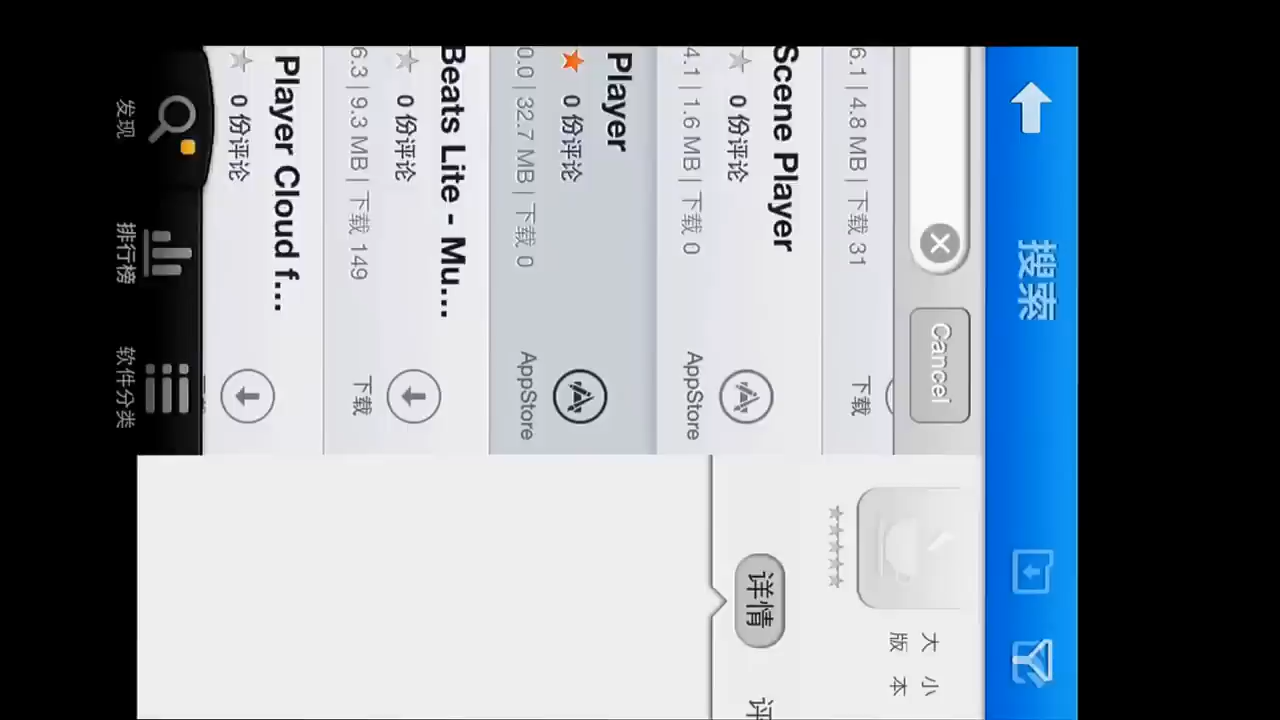 搜索
Cancel
6.1 | 4.8 MB | 下载 31
下载
Scene Player
0 份评论
4.1 | 1.6 MB | 下载 0
AppStore
Player
0 份评论
0.0 | 32.7 MB | 下载 0
AppStore
Beats Lite - Mu...
0 份评论
6.3 | 9.3 MB | 下载 149
下载
Player Cloud f...
0 份评论
发现
排行榜
软件分类
大小
版本
详情
评